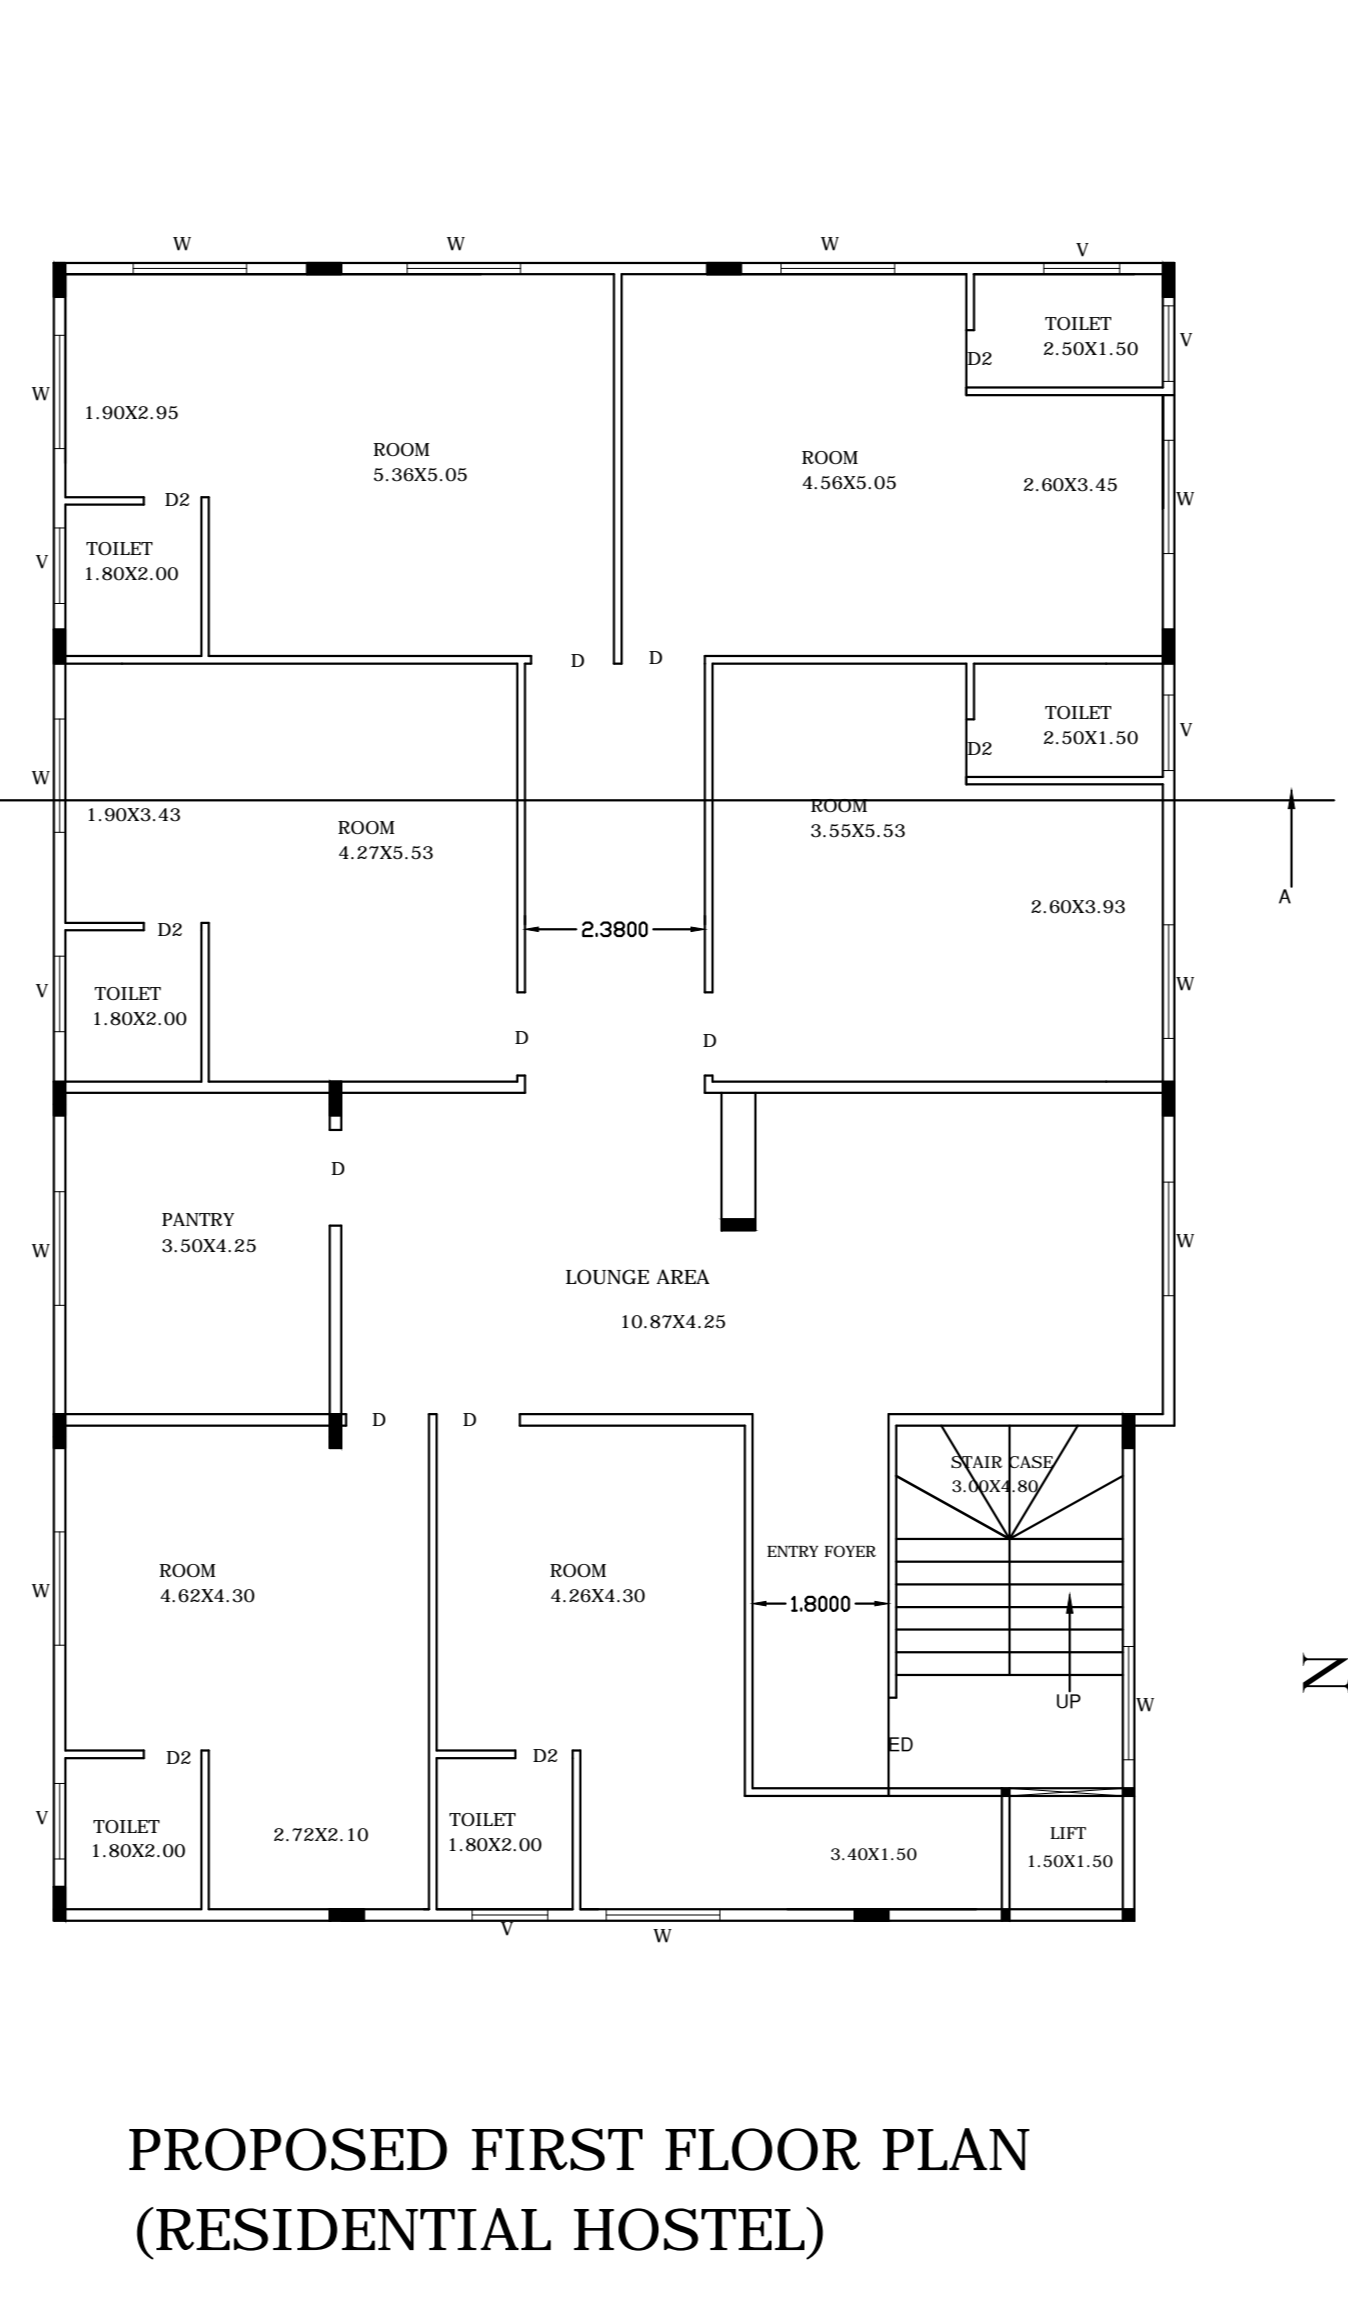 W W W V
TOILET
2.50X1.50
V
D2
W
1.90X2.95
ROOM
5.36X5.05
ROOM
4.56X5.05
2.60X3.45
W
D2
TOILET
1.80X2.00
V
D D
TOILET
2.50X1.50
V
D2
W
1.90X3.43
ROOM
4.27X5.53
ROOM
3.55X5.53
A
2.60X3.93
2.3800
D2
TOILET
1.80X2.00
V
W
D D
D
PANTRY
3.50X4.25
W
W
LOUNGE AREA
10.87X4.25
D D
STAIR CASE
3.00X4.80
ENTRY FOYER
1.8000
ROOM
4.62X4.30
W
ROOM
4.26X4.30
N
UP
W
ED
D2
D2
TOILET
1.80X2.00
V
2.72X2.10
TOILET
1.80X2.00
3.40X1.50
LIFT
1.50X1.50
V W
PROPOSED FIRST FLOOR PLAN
(RESIDENTIAL HOSTEL)